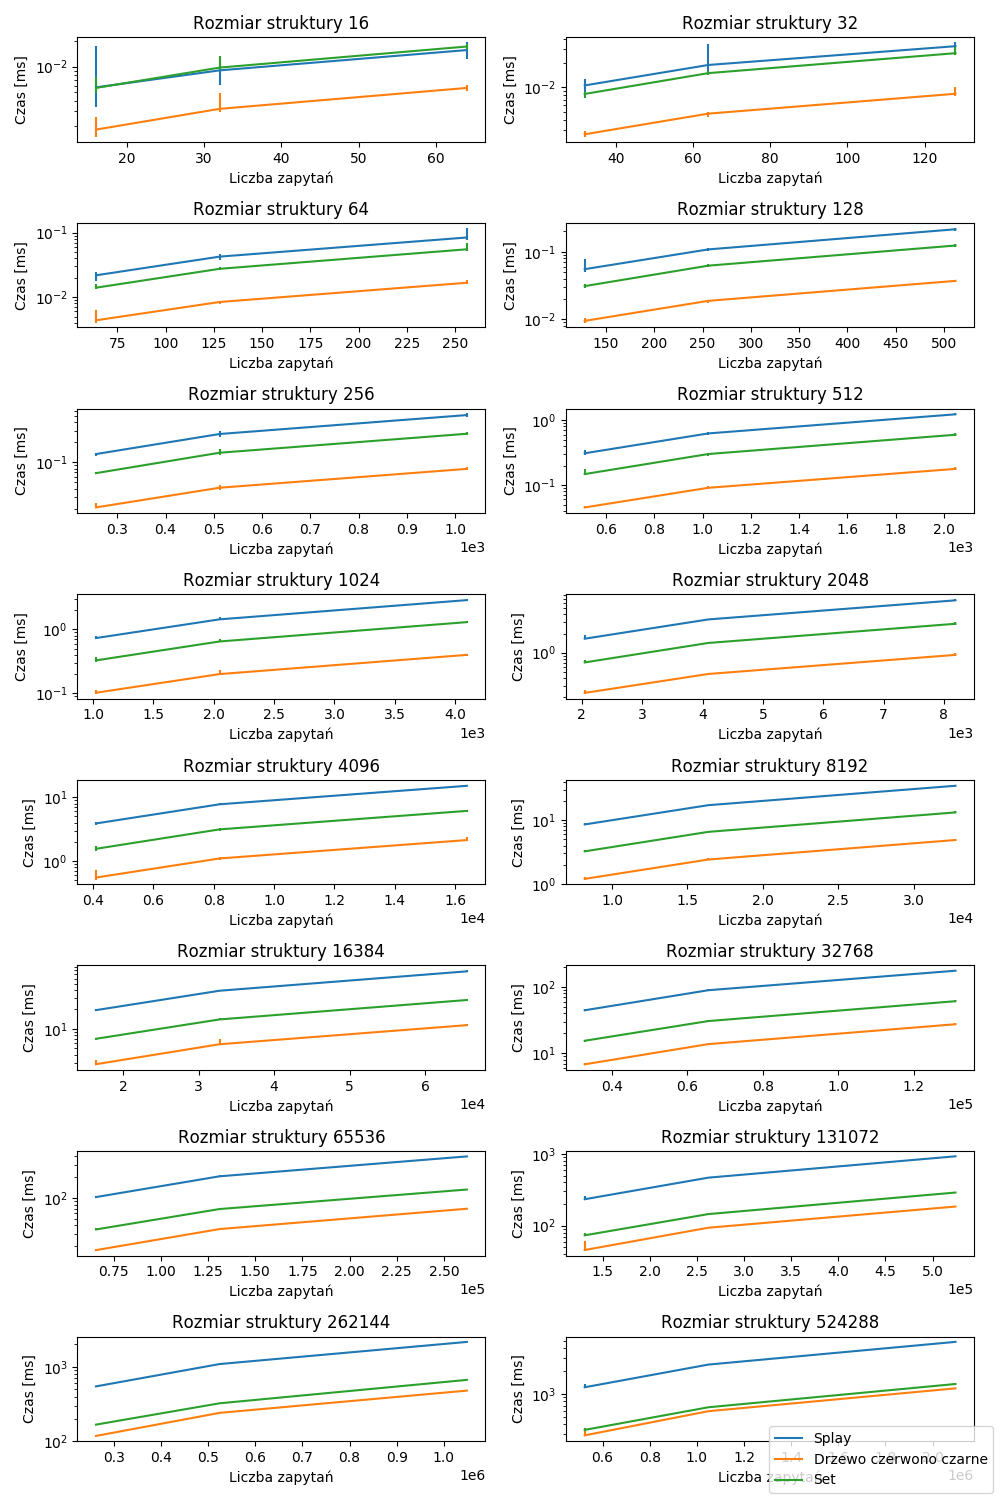 Rozmiar struktury 16
Czas [ms]
10⁻²
20 30 40 50 60
Liczba zapytań
Rozmiar struktury 32
Czas [ms]
10⁻²
40 60 80 100 120
Liczba zapytań
Rozmiar struktury 64
Czas [ms]
10⁻¹
10⁻²
75 100 125 150 175 200 225 250
Liczba zapytań
Rozmiar struktury 128
Czas [ms]
10⁻¹
10⁻²
150 200 250 300 350 400 450 500
Liczba zapytań
Rozmiar struktury 256
Czas [ms]
10⁻¹
0.3 0.4 0.5 0.6 0.7 0.8 0.9 1.0
1e3
Liczba zapytań
Rozmiar struktury 512
Czas [ms]
10⁰
10⁻¹
0.6 0.8 1.0 1.2 1.4 1.6 1.8 2.0
1e3
Liczba zapytań
Rozmiar struktury 1024
Czas [ms]
10⁰
10⁻¹
1.0 1.5 2.0 2.5 3.0 3.5 4.0
1e3
Liczba zapytań
Rozmiar struktury 2048
Czas [ms]
10⁰
2 3 4 5 6 7 8
1e3
Liczba zapytań
Rozmiar struktury 4096
Czas [ms]
10¹
10⁰
0.4 0.6 0.8 1.0 1.2 1.4 1.6
1e4
Liczba zapytań
Rozmiar struktury 8192
Czas [ms]
10¹
10⁰
1.0 1.5 2.0 2.5 3.0
1e4
Liczba zapytań
Rozmiar struktury 16384
Czas [ms]
10¹
2 3 4 5 6
1e4
Liczba zapytań
Rozmiar struktury 32768
Czas [ms]
10²
10¹
0.4 0.6 0.8 1.0 1.2
1e5
Liczba zapytań
Rozmiar struktury 65536
Czas [ms]
10²
0.75 1.00 1.25 1.50 1.75 2.00 2.25 2.50
1e5
Liczba zapytań
Rozmiar struktury 131072
Czas [ms]
10³
10²
1.5 2.0 2.5 3.0 3.5 4.0 4.5 5.0
1e5
Liczba zapytań
Rozmiar struktury 262144
Czas [ms]
10³
10²
0.3 0.4 0.5 0.6 0.7 0.8 0.9 1.0
1e6
Liczba zapytań
Rozmiar struktury 524288
Czas [ms]
10³
0.6 0.8 1.0 1.2 1.4 1.6 1.8 2.0
1e6
Liczba zapytań
Splay
Drzewo czerwono czarne
Set